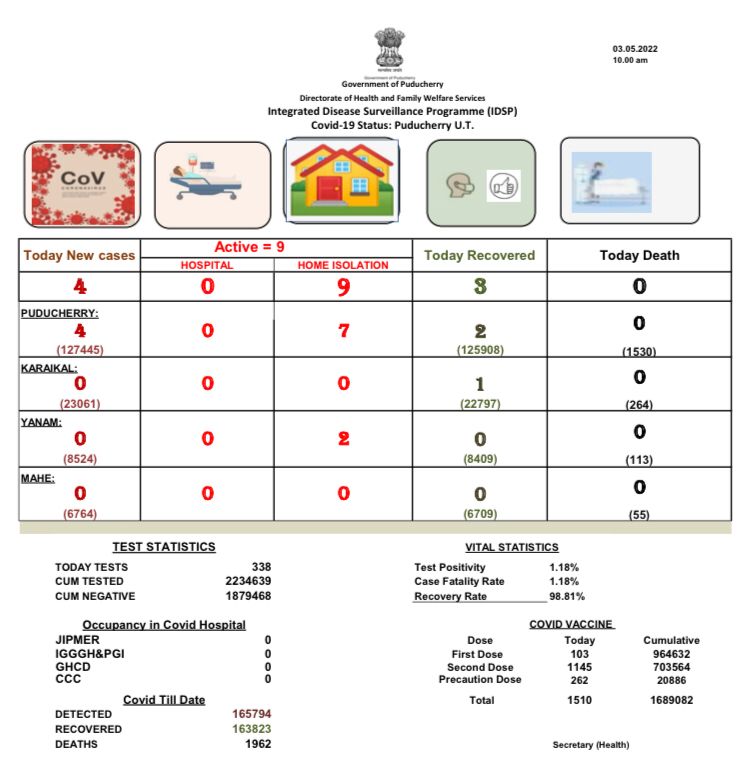 03.05.2022
10.00 am
सत्यमेव जयते
Government of Puducherry
Government of Puducherry
Directorate of Health and Family Welfare Services
Integrated Disease Surveillance Programme (IDSP)
Covid-19 Status: Puducherry U.T.
CoV
CORONAVIRUS
Today New cases
Active = 9
HOSPITAL
HOME ISOLATION
Today Recovered
Today Death
4 0 9 3 0
PUDUCHERRY:
4 0 7 2 0
(127445) (125908) (1530)
KARAIKAL:
0 0 0 1 0
(23061) (22797) (264)
YANAM:
0 0 2 0 0
(8524) (8409) (113)
MAHE:
0 0 0 0 0
(6764) (6709) (55)
TEST STATISTICS
TODAY TESTS 338
CUM TESTED 2234639
CUM NEGATIVE 1879468
VITAL STATISTICS
Test Positivity 1.18%
Case Fatality Rate 1.18%
Recovery Rate 98.81%
Occupancy in Covid Hospital
JIPMER 0
IGGGH&PGI 0
GHCD 0
CCC 0
COVID VACCINE
Dose Today Cumulative
First Dose 103 964632
Second Dose 1145 703564
Precaution Dose 262 20886
Total 1510 1689082
Covid Till Date
DETECTED 165794
RECOVERED 163823
DEATHS 1962
Secretary (Health)